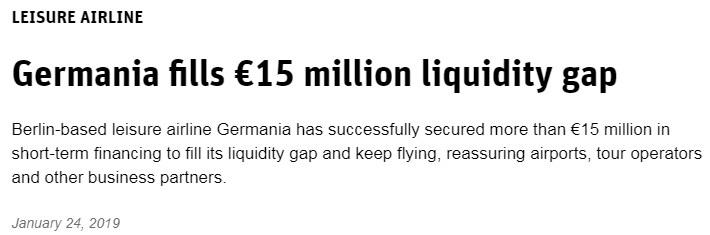 LEISURE AIRLINE
Germania fills €15 million liquidity gap
Berlin-based leisure airline Germania has successfully secured more than €15 million in
short-term financing to fill its liquidity gap and keep flying, reassuring airports, tour operators
and other business partners.
January 24, 2019